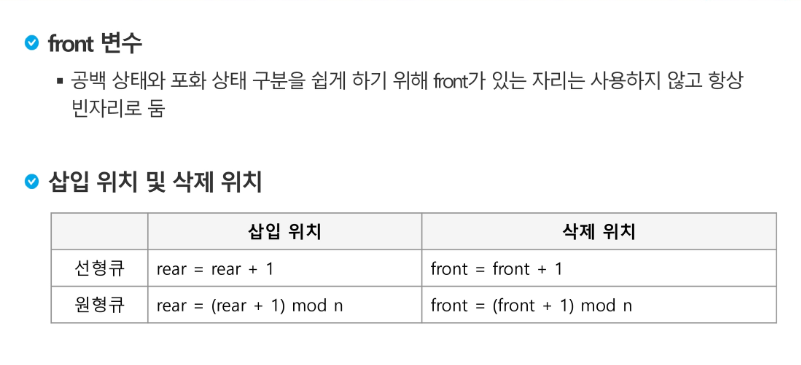 front 변수
▪ 공백 상태와 포화 상태 구분을 쉽게 하기 위해 front가 있는 자리는 사용하지 않고 항상
빈자리로 둠
삽입 위치 및 삭제 위치
삽입 위치 삭제 위치
선형큐 rear = rear + 1 front = front + 1
원형큐 rear = (rear + 1) mod n front = (front + 1) mod n